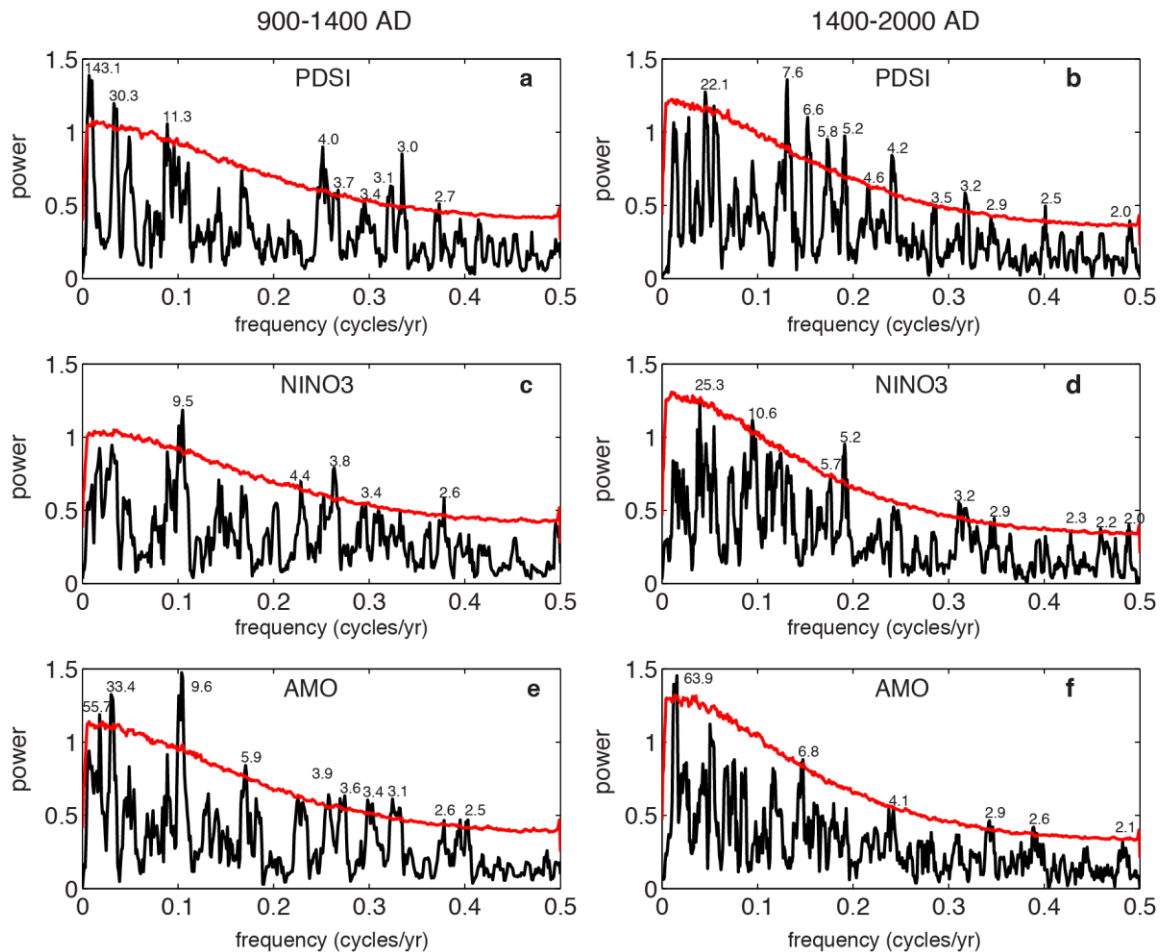 900-1400 AD
1400-2000 AD
PDSI
a
power
1.5
1
0.5
0
143.1
30.3
11.3
4.0
3.7
3.4
3.1
3.0
2.7
0 0.1 0.2 0.3 0.4 0.5
frequency (cycles/yr)
PDSI
b
power
1.5
1
0.5
0
22.1
7.6
6.6
5.8
5.2
4.6
4.2
3.5
3.2
2.9
2.5
2.0
0 0.1 0.2 0.3 0.4 0.5
frequency (cycles/yr)
NINO3
c
power
1.5
1
0.5
0
9.5
4.4
3.8
3.4
2.6
0 0.1 0.2 0.3 0.4 0.5
frequency (cycles/yr)
NINO3
d
power
1.5
1
0.5
0
25.3
10.6
5.7
5.2
3.2
2.9
2.3
2.2
2.0
0 0.1 0.2 0.3 0.4 0.5
frequency (cycles/yr)
AMO
e
power
1.5
1
0.5
0
55.7
33.4
9.6
5.9
3.9
3.6
3.4
3.1
2.6
2.5
0 0.1 0.2 0.3 0.4 0.5
frequency (cycles/yr)
AMO
f
power
1.5
1
0.5
0
63.9
6.8
4.1
2.9
2.6
2.1
0 0.1 0.2 0.3 0.4 0.5
frequency (cycles/yr)